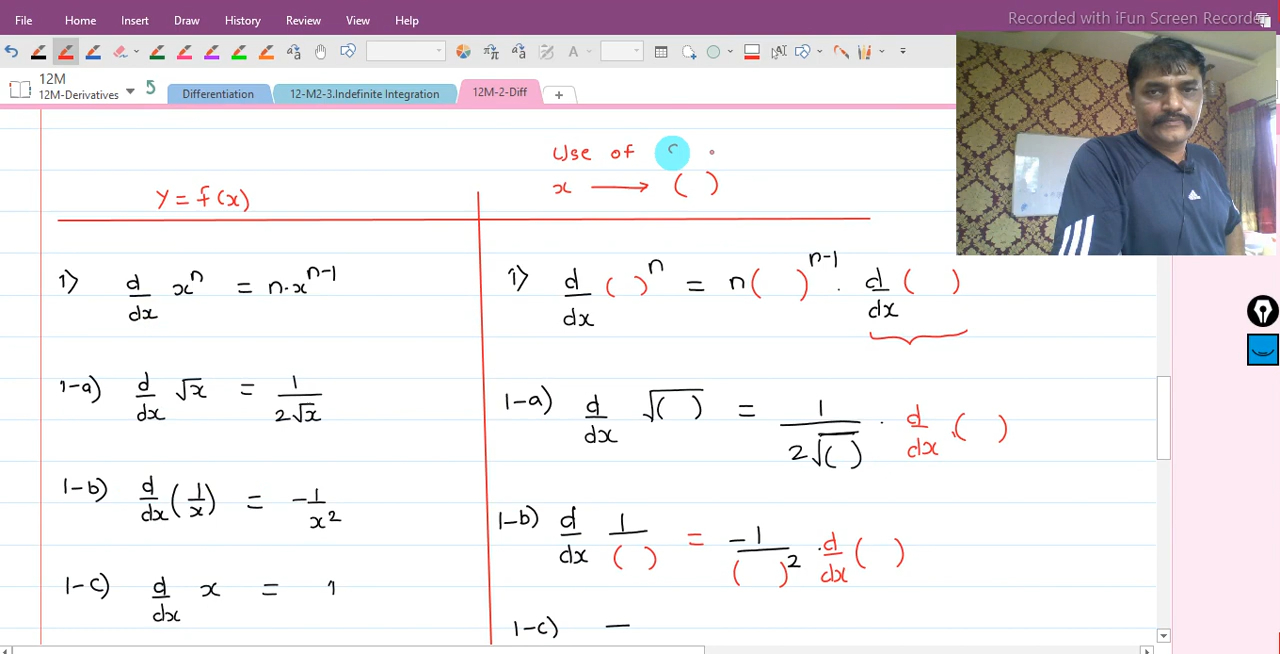 File Home Insert Draw History Review View Help
Recorded with iFun Screen Recorder
12M
12M-Derivatives
Differentiation
12-M2-3.Indefinite Integration
12M-2-Diff
Use of
x ⟶ ( )
Y = f(x)
1) d/dx xⁿ = n·xⁿ⁻¹
1) d/dx ( )ⁿ = n( )ⁿ⁻¹ · d/dx ( )
1-a) d/dx √x = 1/(2√x)
1-a) d/dx √( ) = 1/(2√( )) · d/dx ( )
1-b) d/dx (1/x) = -1/x²
1-b) d/dx 1/( ) = -1/( )² · d/dx ( )
1-c) d/dx x = 1
1-c)